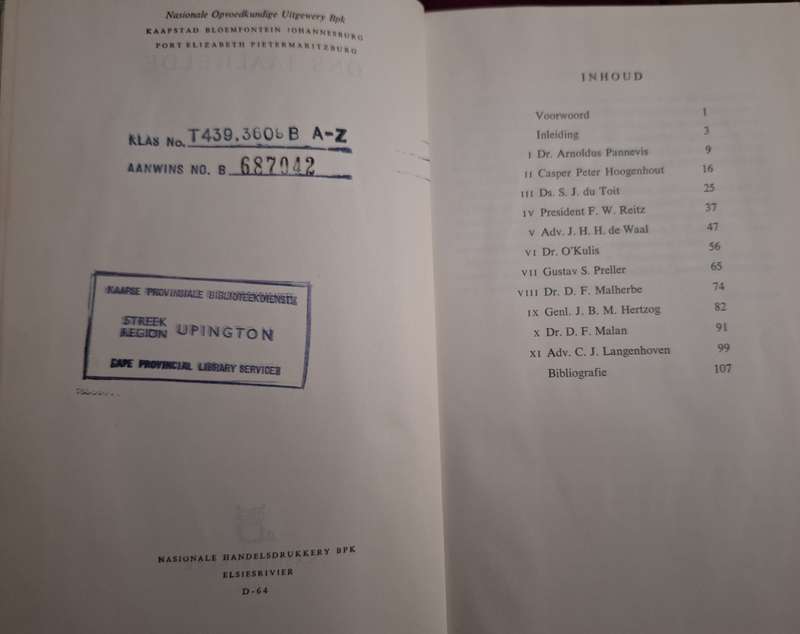 Nasionale Opvoedkundige Uitgewery Bpk
KAAPSTAD BLOEMFONTEIN JOHANNESBURG
PORT ELIZABETH PIETERMARITZBURG
KLAS No. T439.3606B A-Z
AANWINS NO. B 687042
KAAPSE PROVINSIALE BIBLIOTEEKDIENSTE
STREEK
REGION UPINGTON
CAPE PROVINCIAL LIBRARY SERVICES
NASIONALE HANDELSDRUKKERY BPK
ELSIESRIVIER
D-64
INHOUD
Voorwoord 1
Inleiding 3
I Dr. Arnoldus Pannevis 9
II Casper Peter Hoogenhout 16
III Ds. S. J. du Toit 25
IV President F. W. Reitz 37
V Adv. J. H. H. de Waal 47
VI Dr. O'Kulis 56
VII Gustav S. Preller 65
VIII Dr. D. F. Malherbe 74
IX Genl. J. B. M. Hertzog 82
X Dr. D. F. Malan 91
XI Adv. C. J. Langenhoven 99
Bibliografie 107